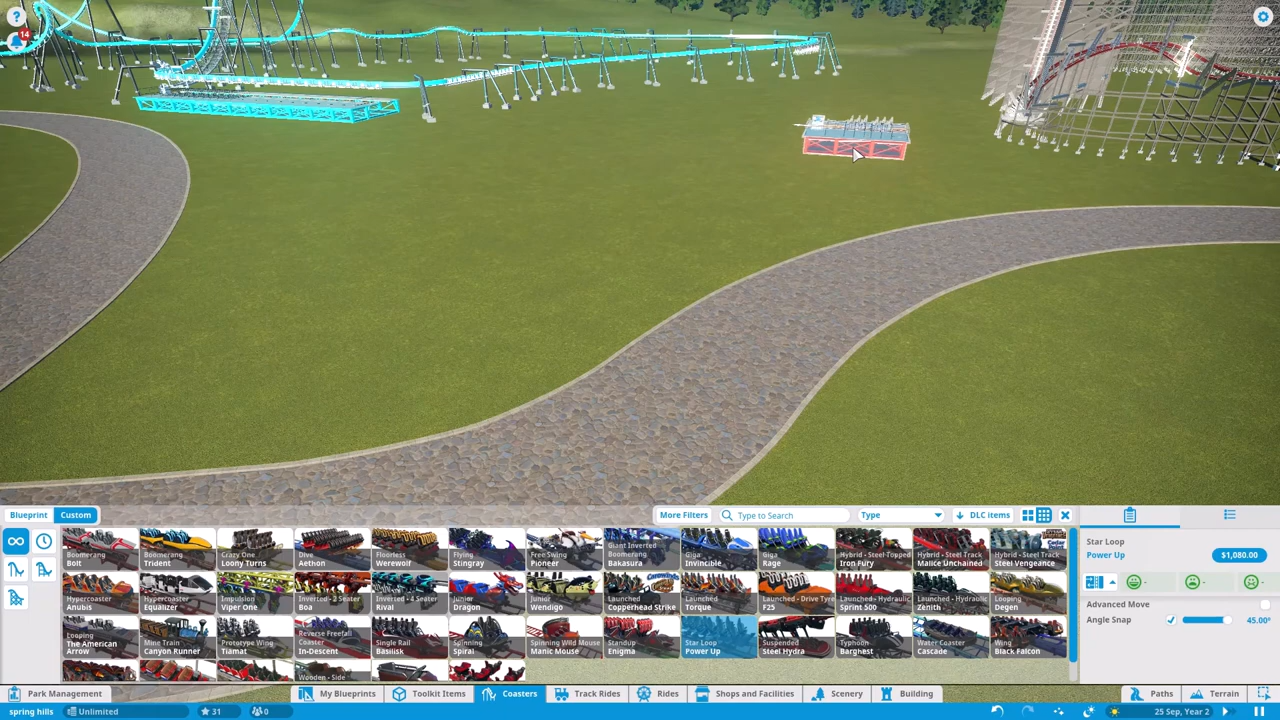 ?
14
Blueprint
Custom
More Filters
Type to Search
Type
DLC items
Boomerang Bolt
Boomerang Trident
Crazy One Loony Turns
Dive Aethon
Floorless Werewolf
Flying Stingray
Free Swing Pioneer
Giant Inverted Boomerang Bakasura
Giga Invincible
Giga Rage
Hybrid - Steel-Topped Iron Fury
Hybrid - Steel Track Malice Unchained
Hybrid - Steel Track Steel Vengeance
Hypercoaster Anubis
Hypercoaster Equalizer
Impulsion Viper One
Inverted - 2 Seater Boa
Inverted - 4 Seater Rival
Junior Dragon
Junior Wendigo
Launched Copperhead Strike
Launched Torque
Launched - Drive Tyre F25
Launched - Hydraulic Sprint 500
Launched - Hydraulic Zenith
Looping Degen
Looping The American Arrow
Mine Train Canyon Runner
Prototype Wing Tiamat
Reverse Freefall Coaster In-Descent
Single Rail Basilisk
Spinning Spiral
Spinning Wild Mouse Manic Mouse
Standup Enigma
Star Loop Power Up
Suspended Steel Hydra
Typhoon Barghest
Water Coaster Cascade
Wing Black Falcon
Wooden - Side
Star Loop
Power Up
$1,080.00
Advanced Move
Angle Snap
45.00°
Park Management
My Blueprints
Toolkit Items
Coasters
Track Rides
Rides
Shops and Facilities
Scenery
Building
Paths
Terrain
spring hills
Unlimited
31
0
25 Sep, Year 2